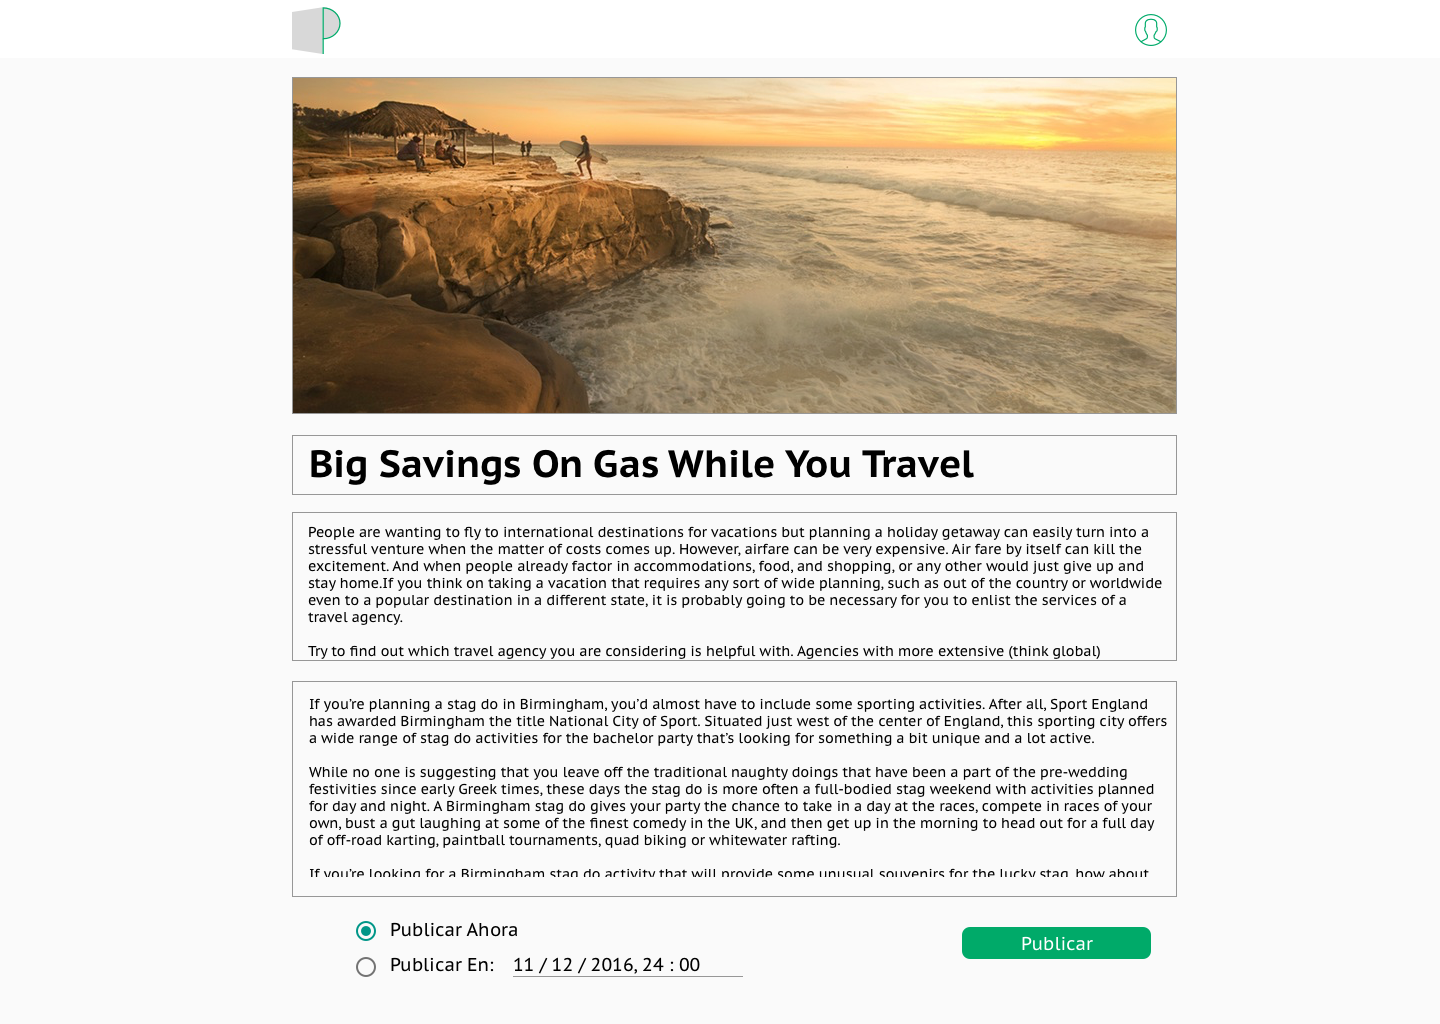 Big Savings On Gas While You Travel
People are wanting to fly to international destinations for vacations but planning a holiday getaway can easily turn into a
stressful venture when the matter of costs comes up. However, airfare can be very expensive. Air fare by itself can kill the
excitement. And when people already factor in accommodations, food, and shopping, or any other would just give up and
stay home.If you think on taking a vacation that requires any sort of wide planning, such as out of the country or worldwide
even to a popular destination in a different state, it is probably going to be necessary for you to enlist the services of a
travel agency.
Try to find out which travel agency you are considering is helpful with. Agencies with more extensive (think global)
If you’re planning a stag do in Birmingham, you’d almost have to include some sporting activities. After all, Sport England
has awarded Birmingham the title National City of Sport. Situated just west of the center of England, this sporting city offers
a wide range of stag do activities for the bachelor party that’s looking for something a bit unique and a lot active.
While no one is suggesting that you leave off the traditional naughty doings that have been a part of the pre-wedding
festivities since early Greek times, these days the stag do is more often a full-bodied stag weekend with activities planned
for day and night. A Birmingham stag do gives your party the chance to take in a day at the races, compete in races of your
own, bust a gut laughing at some of the finest comedy in the UK, and then get up in the morning to head out for a full day
of off-road karting, paintball tournaments, quad biking or whitewater rafting.
If you’re looking for a Birmingham stag do activity that will provide some unusual souvenirs for the lucky stag, how about
Publicar Ahora
Publicar En: 11 / 12 / 2016, 24 : 00
Publicar